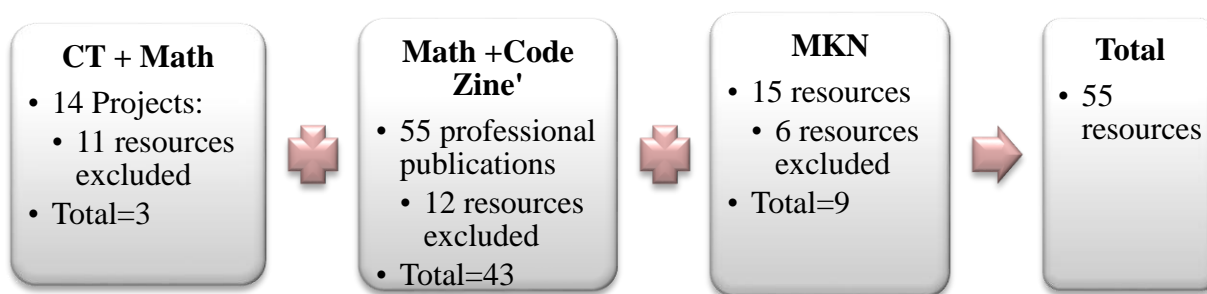 CT + Math
• 14 Projects:
• 11 resources
excluded
• Total=3
Math +Code
Zine'
• 55 professional
publications
• 12 resources
excluded
• Total=43
MKN
• 15 resources
• 6 resources
excluded
• Total=9
Total
• 55
resources